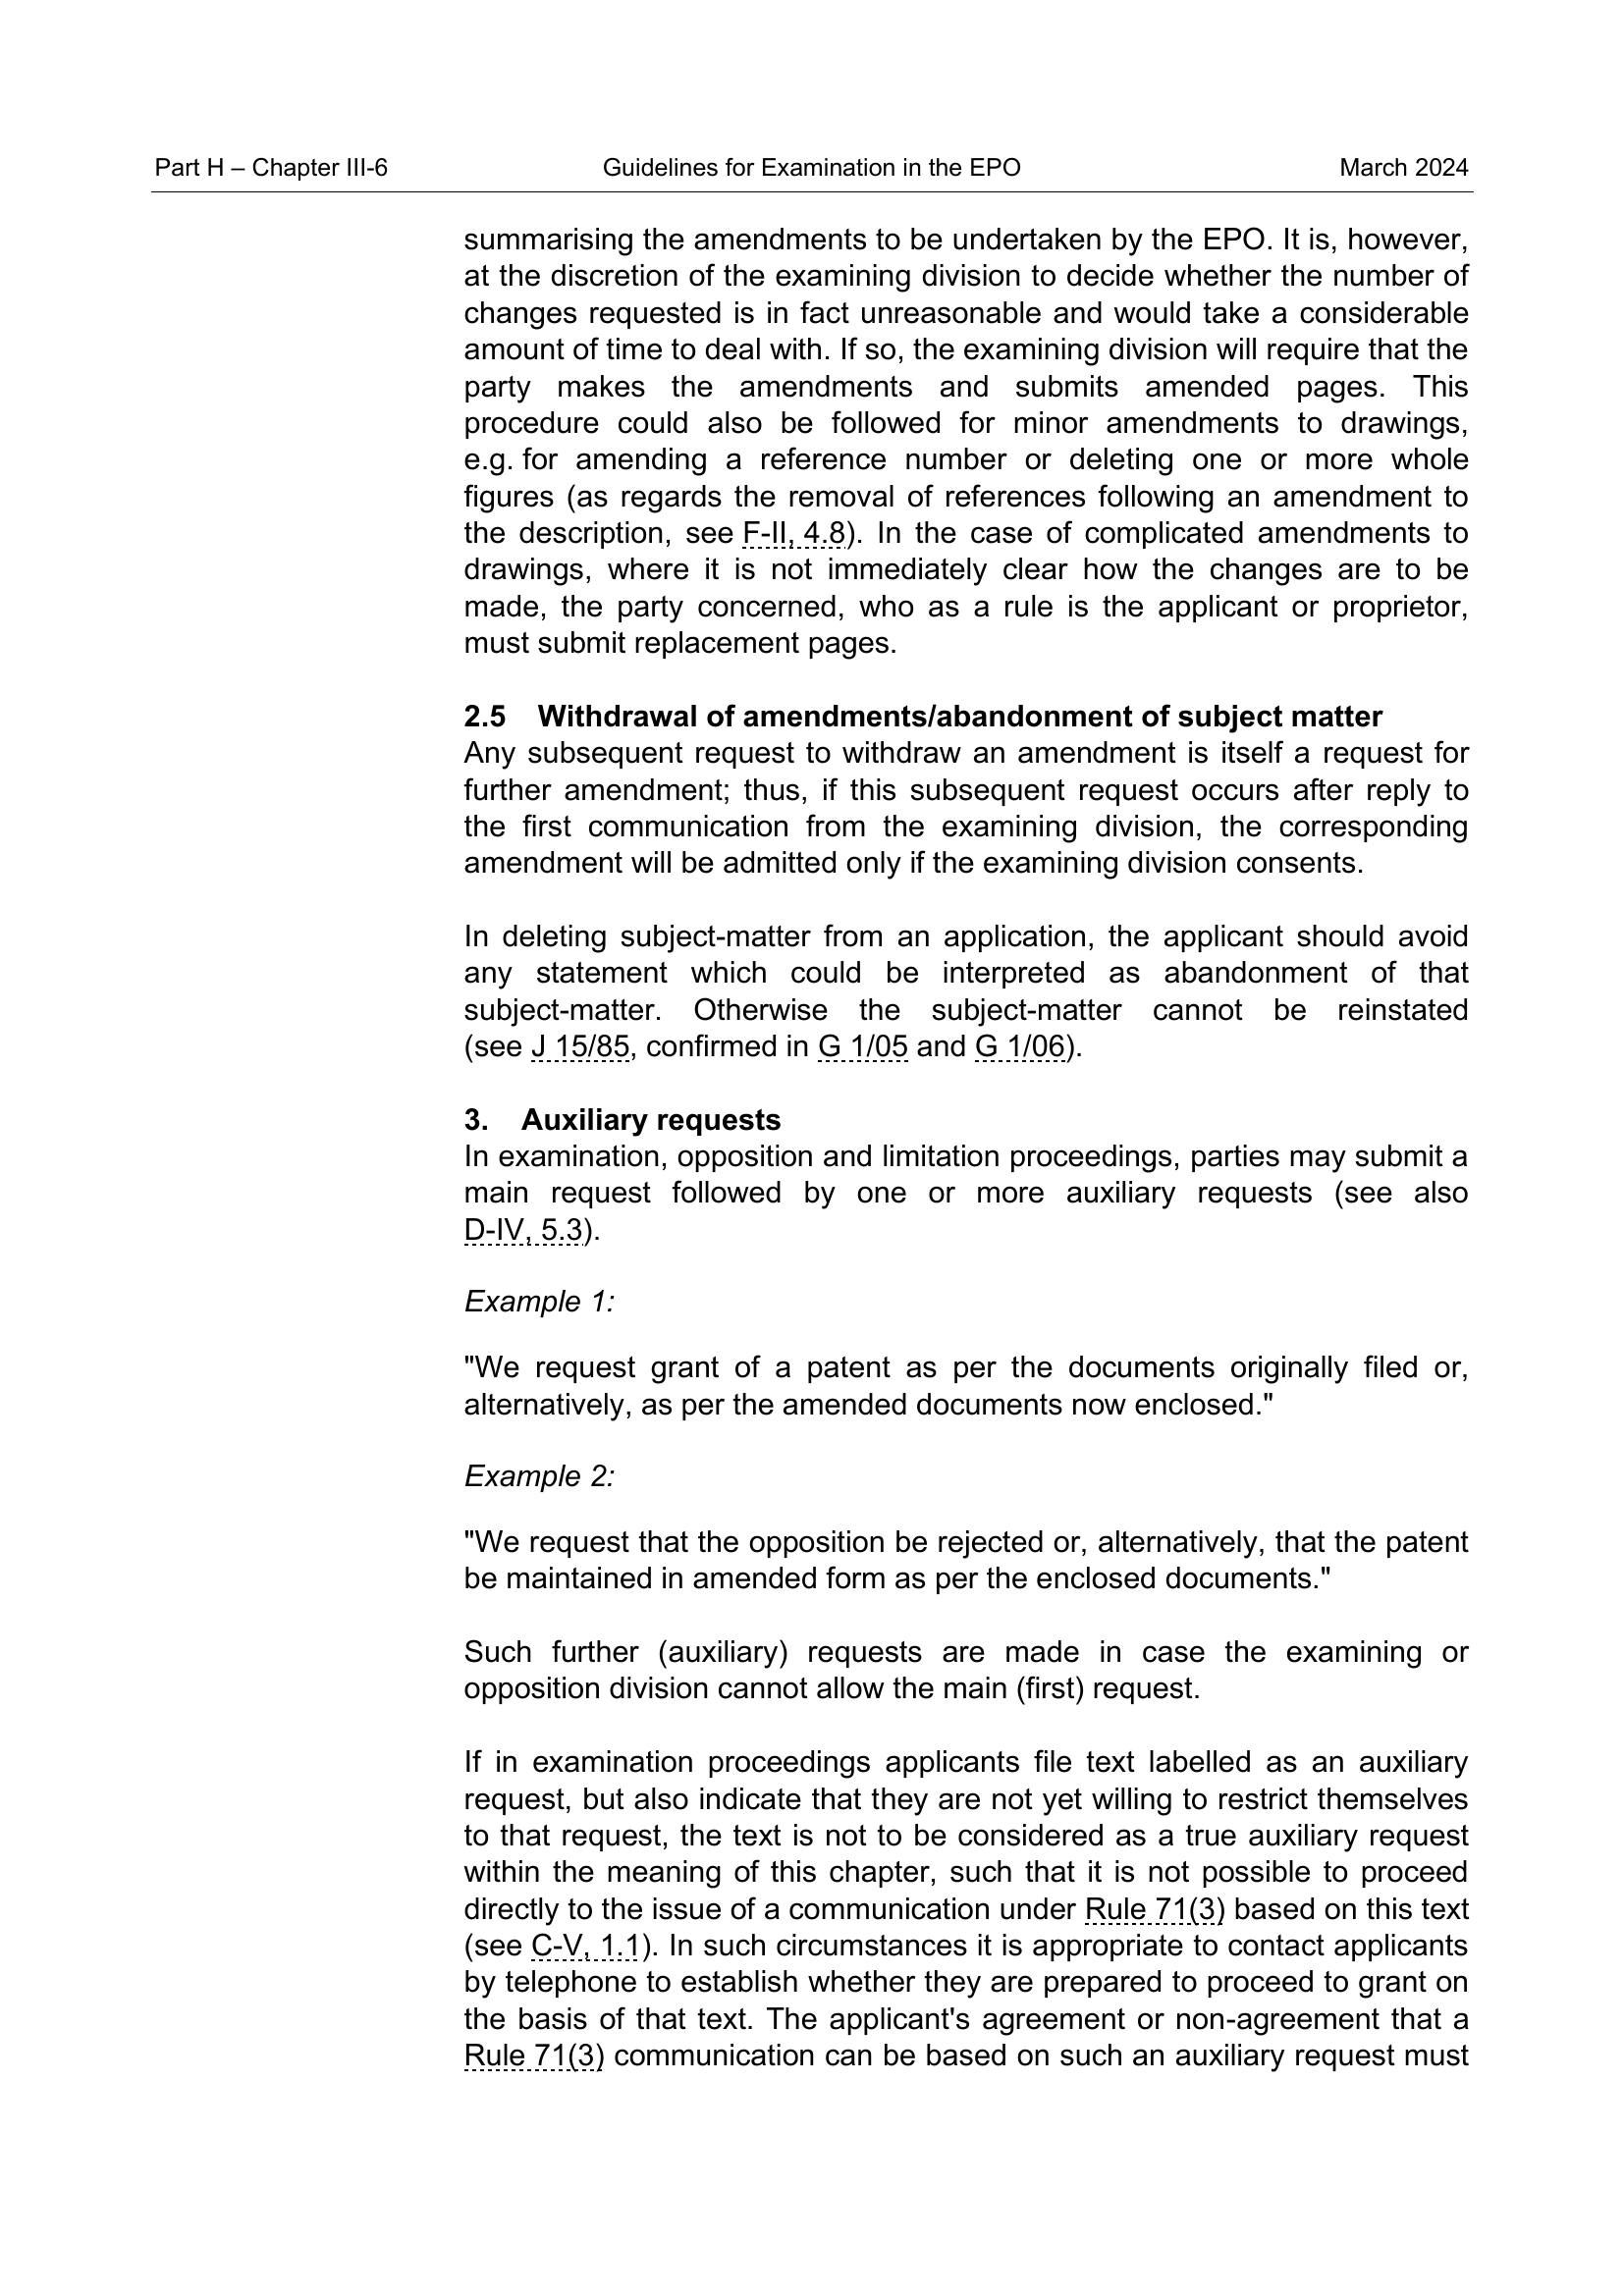 Part H – Chapter III-6 Guidelines for Examination in the EPO March 2024
summarising the amendments to be undertaken by the EPO. It is, however,
at the discretion of the examining division to decide whether the number of
changes requested is in fact unreasonable and would take a considerable
amount of time to deal with. If so, the examining division will require that the
party makes the amendments and submits amended pages. This
procedure could also be followed for minor amendments to drawings,
e.g. for amending a reference number or deleting one or more whole
figures (as regards the removal of references following an amendment to
the description, see F-II, 4.8). In the case of complicated amendments to
drawings, where it is not immediately clear how the changes are to be
made, the party concerned, who as a rule is the applicant or proprietor,
must submit replacement pages.
2.5 Withdrawal of amendments/abandonment of subject matter
Any subsequent request to withdraw an amendment is itself a request for
further amendment; thus, if this subsequent request occurs after reply to
the first communication from the examining division, the corresponding
amendment will be admitted only if the examining division consents.
In deleting subject-matter from an application, the applicant should avoid
any statement which could be interpreted as abandonment of that
subject-matter. Otherwise the subject-matter cannot be reinstated
(see J 15/85, confirmed in G 1/05 and G 1/06).
3. Auxiliary requests
In examination, opposition and limitation proceedings, parties may submit a
main request followed by one or more auxiliary requests (see also
D-IV, 5.3).
Example 1:
"We request grant of a patent as per the documents originally filed or,
alternatively, as per the amended documents now enclosed."
Example 2:
"We request that the opposition be rejected or, alternatively, that the patent
be maintained in amended form as per the enclosed documents."
Such further (auxiliary) requests are made in case the examining or
opposition division cannot allow the main (first) request.
If in examination proceedings applicants file text labelled as an auxiliary
request, but also indicate that they are not yet willing to restrict themselves
to that request, the text is not to be considered as a true auxiliary request
within the meaning of this chapter, such that it is not possible to proceed
directly to the issue of a communication under Rule 71(3) based on this text
(see C-V, 1.1). In such circumstances it is appropriate to contact applicants
by telephone to establish whether they are prepared to proceed to grant on
the basis of that text. The applicant's agreement or non-agreement that a
Rule 71(3) communication can be based on such an auxiliary request must